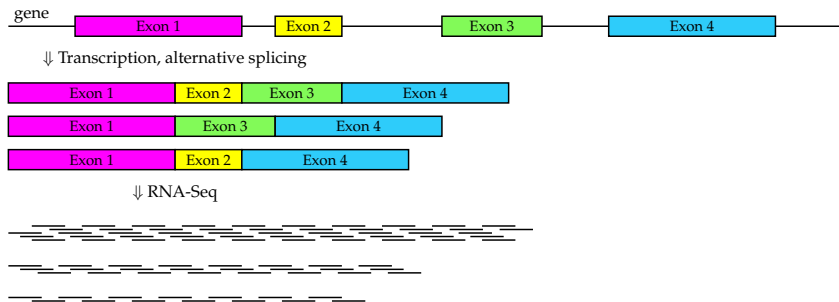 gene
Exon 1 Exon 2 Exon 3 Exon 4
⇓ Transcription, alternative splicing
Exon 1 Exon 2 Exon 3 Exon 4
Exon 1 Exon 3 Exon 4
Exon 1 Exon 2 Exon 4
⇓ RNA-Seq